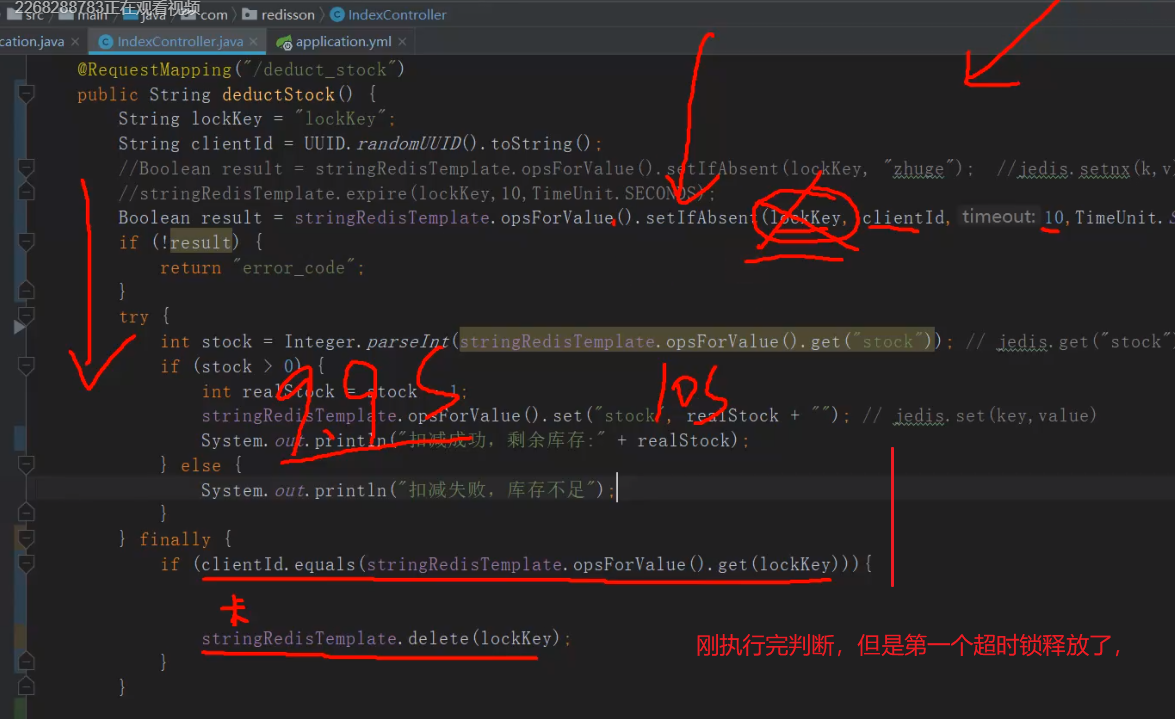 2268288783正在观看视频
src main java com redisson IndexController
cation.java × IndexController.java × application.yml ×
@RequestMapping("/deduct_stock")
public String deductStock() {
String lockKey = "lockKey";
String clientId = UUID.randomUUID().toString();
//Boolean result = stringRedisTemplate.opsForValue().setIfAbsent(lockKey, "zhuge"); //jedis.setnx(k,v
//stringRedisTemplate.expire(lockKey,10,TimeUnit.SECONDS);
Boolean result = stringRedisTemplate.opsForValue().setIfAbsent(lockKey, clientId, timeout: 10,TimeUnit.S
if (!result) {
return "error_code";
}
try {
int stock = Integer.parseInt(stringRedisTemplate.opsForValue().get("stock")); // jedis.get("stock")
if (stock > 0) {
9.9S
10S
int realStock = stock - 1;
stringRedisTemplate.opsForValue().set("stock", realStock + ""); // jedis.set(key,value)
System.out.println("扣减成功，剩余库存:" + realStock);
} else {
System.out.println("扣减失败，库存不足");
}
} finally {
if (clientId.equals(stringRedisTemplate.opsForValue().get(lockKey))){
卡
stringRedisTemplate.delete(lockKey);
刚执行完判断，但是第一个超时锁释放了，
}
}